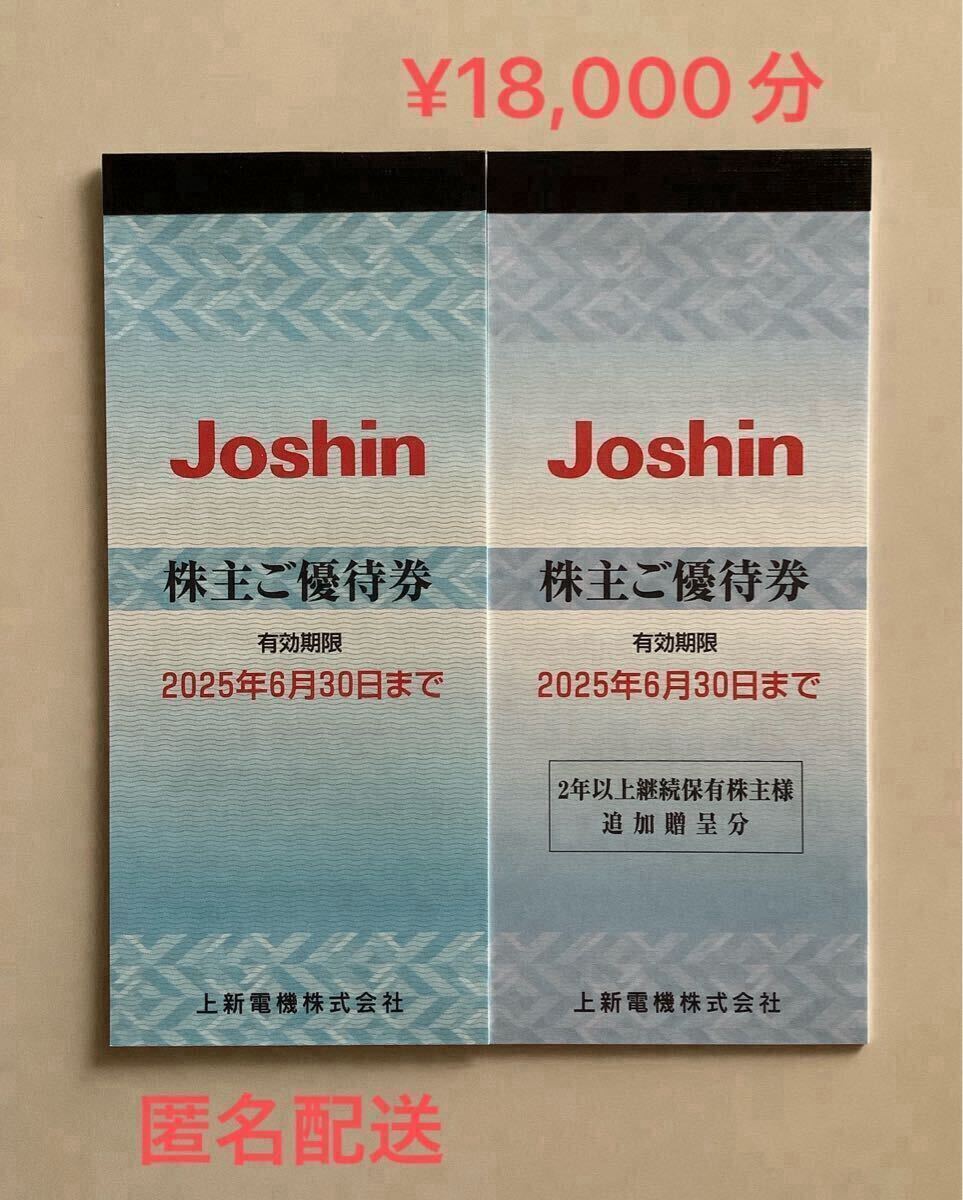 ¥18,000分
Joshin
株主ご優待券
有効期限
2025年6月30日まで
上新電機株式会社
Joshin
株主ご優待券
有効期限
2025年6月30日まで
2年以上継続保有株主様
追加贈呈分
上新電機株式会社
匿名配送